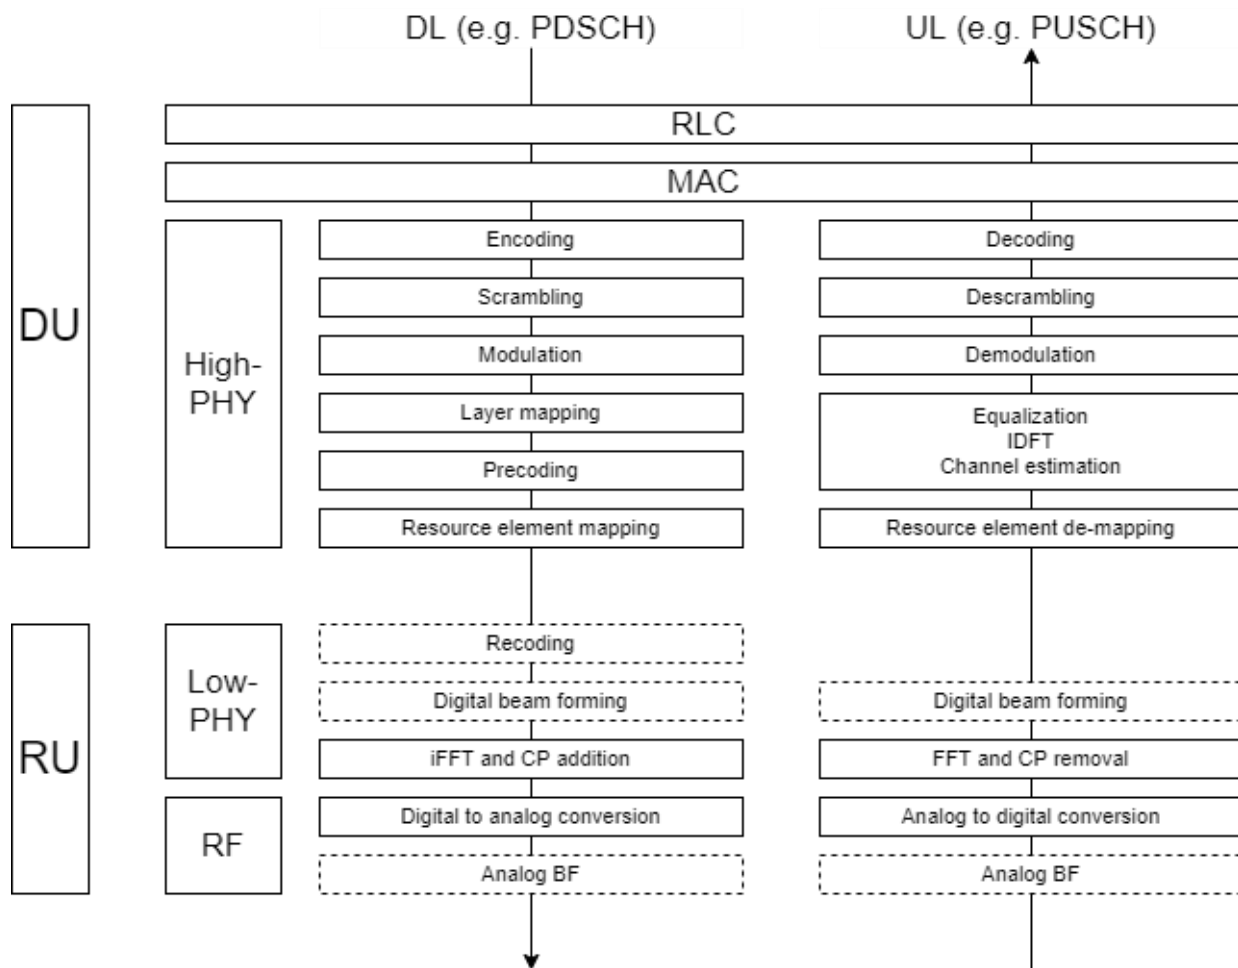 DL (e.g. PDSCH)
UL (e.g. PUSCH)
RLC
MAC
DU
High-
PHY
Encoding
Scrambling
Modulation
Layer mapping
Precoding
Resource element mapping
Decoding
Descrambling
Demodulation
Equalization
IDFT
Channel estimation
Resource element de-mapping
RU
Low-
PHY
Recoding
Digital beam forming
iFFT and CP addition
Digital beam forming
FFT and CP removal
RF
Digital to analog conversion
Analog BF
Analog to digital conversion
Analog BF